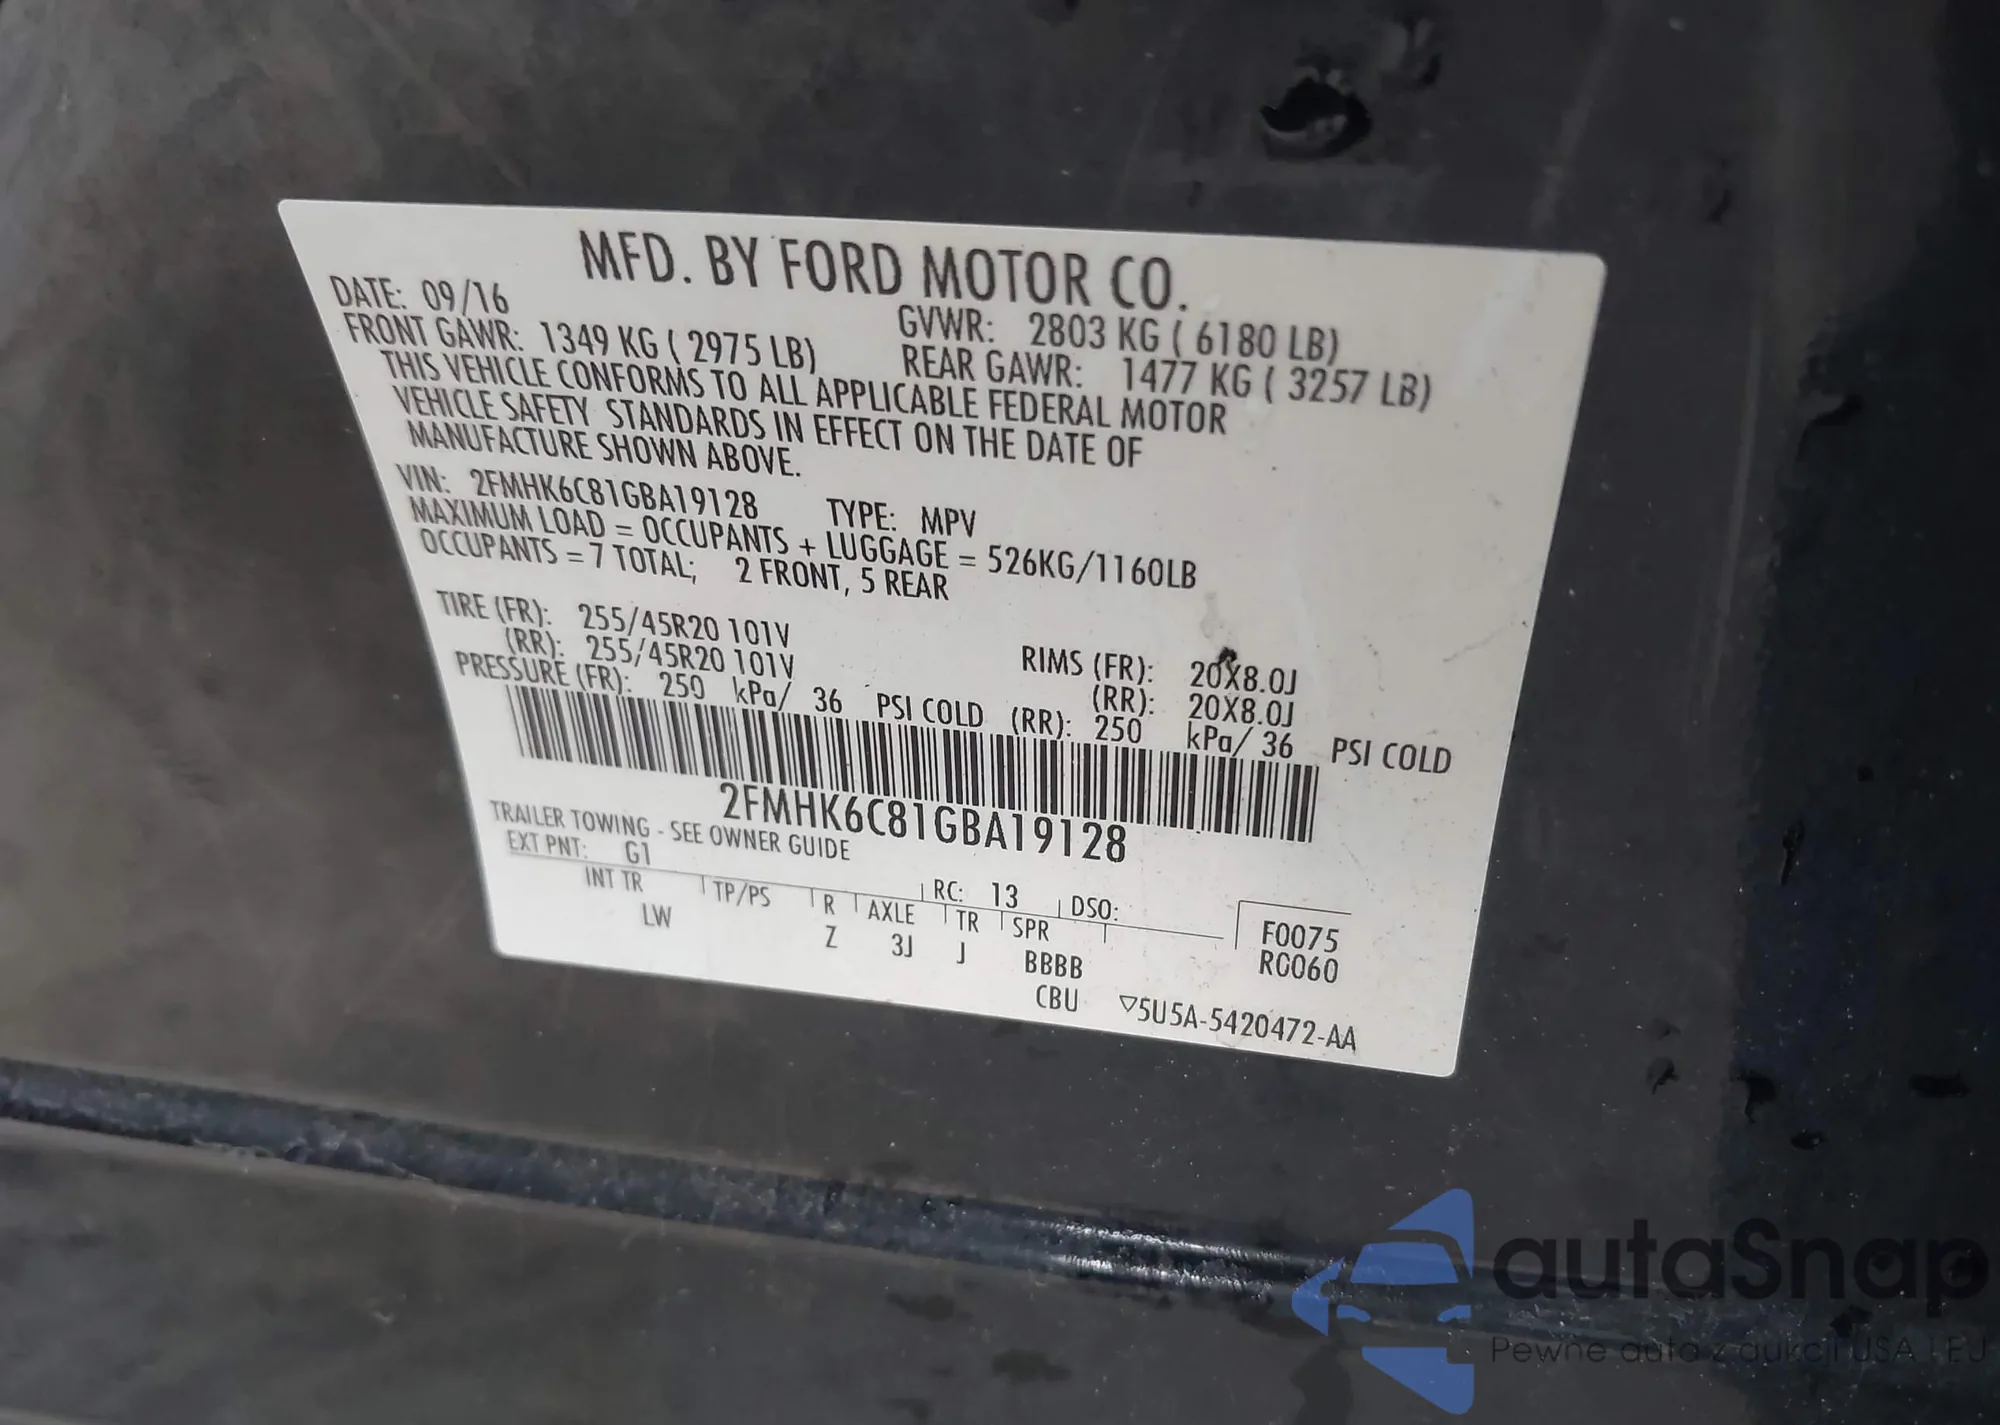 MFD. BY FORD MOTOR CO.
DATE: 09/16 GVWR: 2803 KG ( 6180 LB)
FRONT GAWR: 1349 KG ( 2975 LB) REAR GAWR: 1477 KG ( 3257 LB)
THIS VEHICLE CONFORMS TO ALL APPLICABLE FEDERAL MOTOR
VEHICLE SAFETY STANDARDS IN EFFECT ON THE DATE OF
MANUFACTURE SHOWN ABOVE.
VIN: 2FMHK6C81GBA19128 TYPE: MPV
MAXIMUM LOAD = OCCUPANTS + LUGGAGE = 526KG/1160LB
OCCUPANTS = 7 TOTAL; 2 FRONT, 5 REAR
TIRE (FR): 255/45R20 101V RIMS (FR): 20X8.0J
(RR): 255/45R20 101V (RR): 20X8.0J
PRESSURE (FR): 250 kPa/ 36 PSI COLD (RR): 250 kPa/ 36 PSI COLD
2FMHK6C81GBA19128
TRAILER TOWING - SEE OWNER GUIDE
EXT PNT: G1 RC: 13 DSO:
INT TR TP/PS R AXLE TR SPR F0075
LW Z 3J J BBBB RC060
CBU ▽5U5A-5420472-AA
autaSnap
Pewne auta z aukcji USA i EU